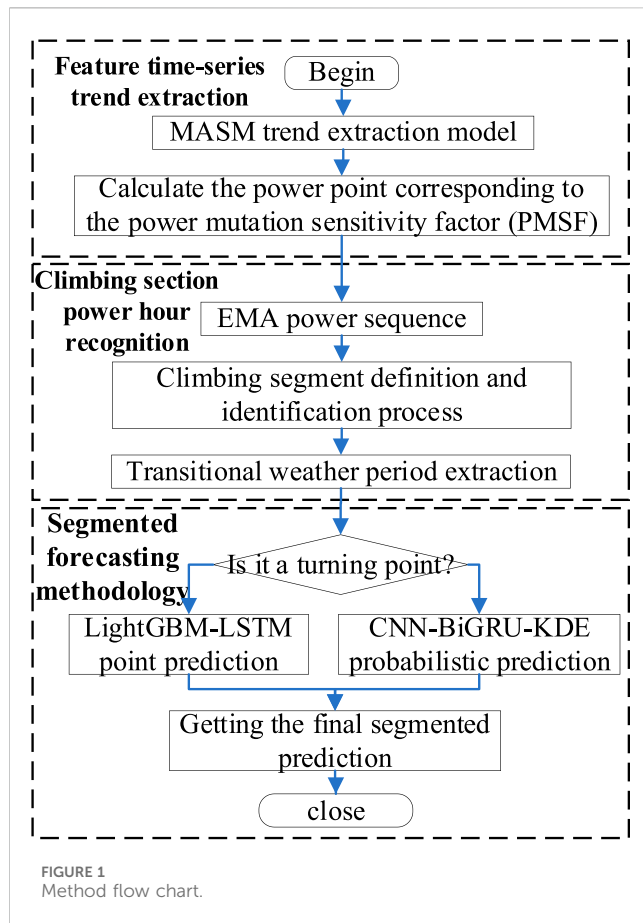 Feature time-series
trend extraction
Begin
MASM trend extraction model
Calculate the power point corresponding to
the power mutation sensitivity factor (PMSF)
Climbing section
power hour
recognition
EMA power sequence
Climbing segment definition and
identification process
Transitional weather period extraction
Segmented
forecasting
methodology
Is it a turning point?
LightGBM-LSTM
point prediction
CNN-BiGRU-KDE
probabilistic prediction
Getting the final segmented
prediction
close
FIGURE 1
Method flow chart.